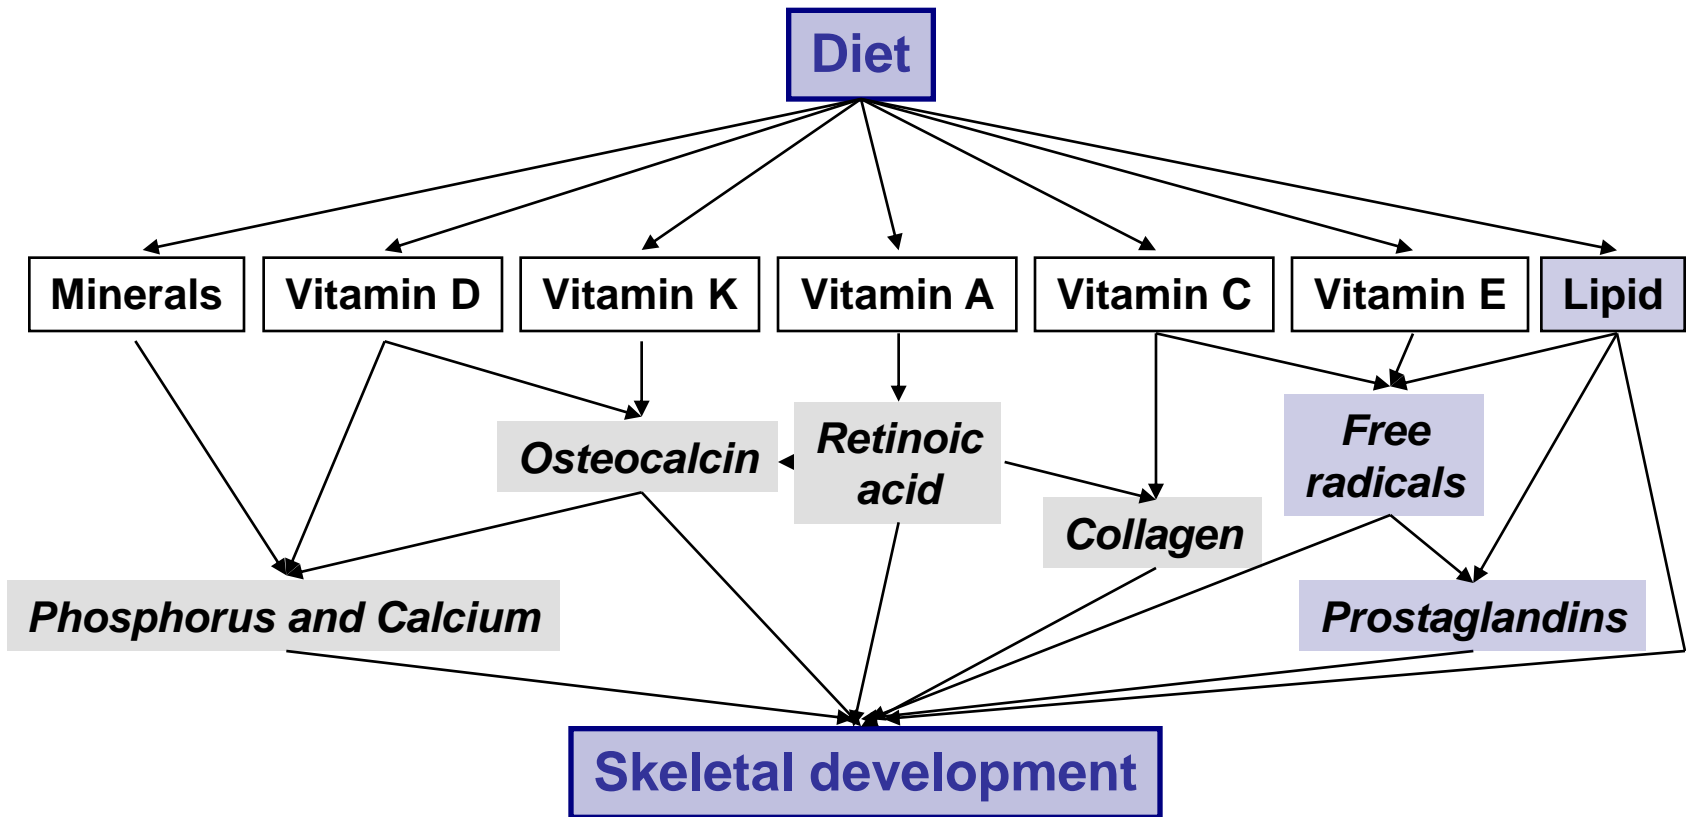 Diet
Minerals
Vitamin D
Vitamin K
Vitamin A
Vitamin C
Vitamin E
Lipid
Osteocalcin
Retinoic
acid
Collagen
Free
radicals
Phosphorus and Calcium
Prostaglandins
Skeletal development